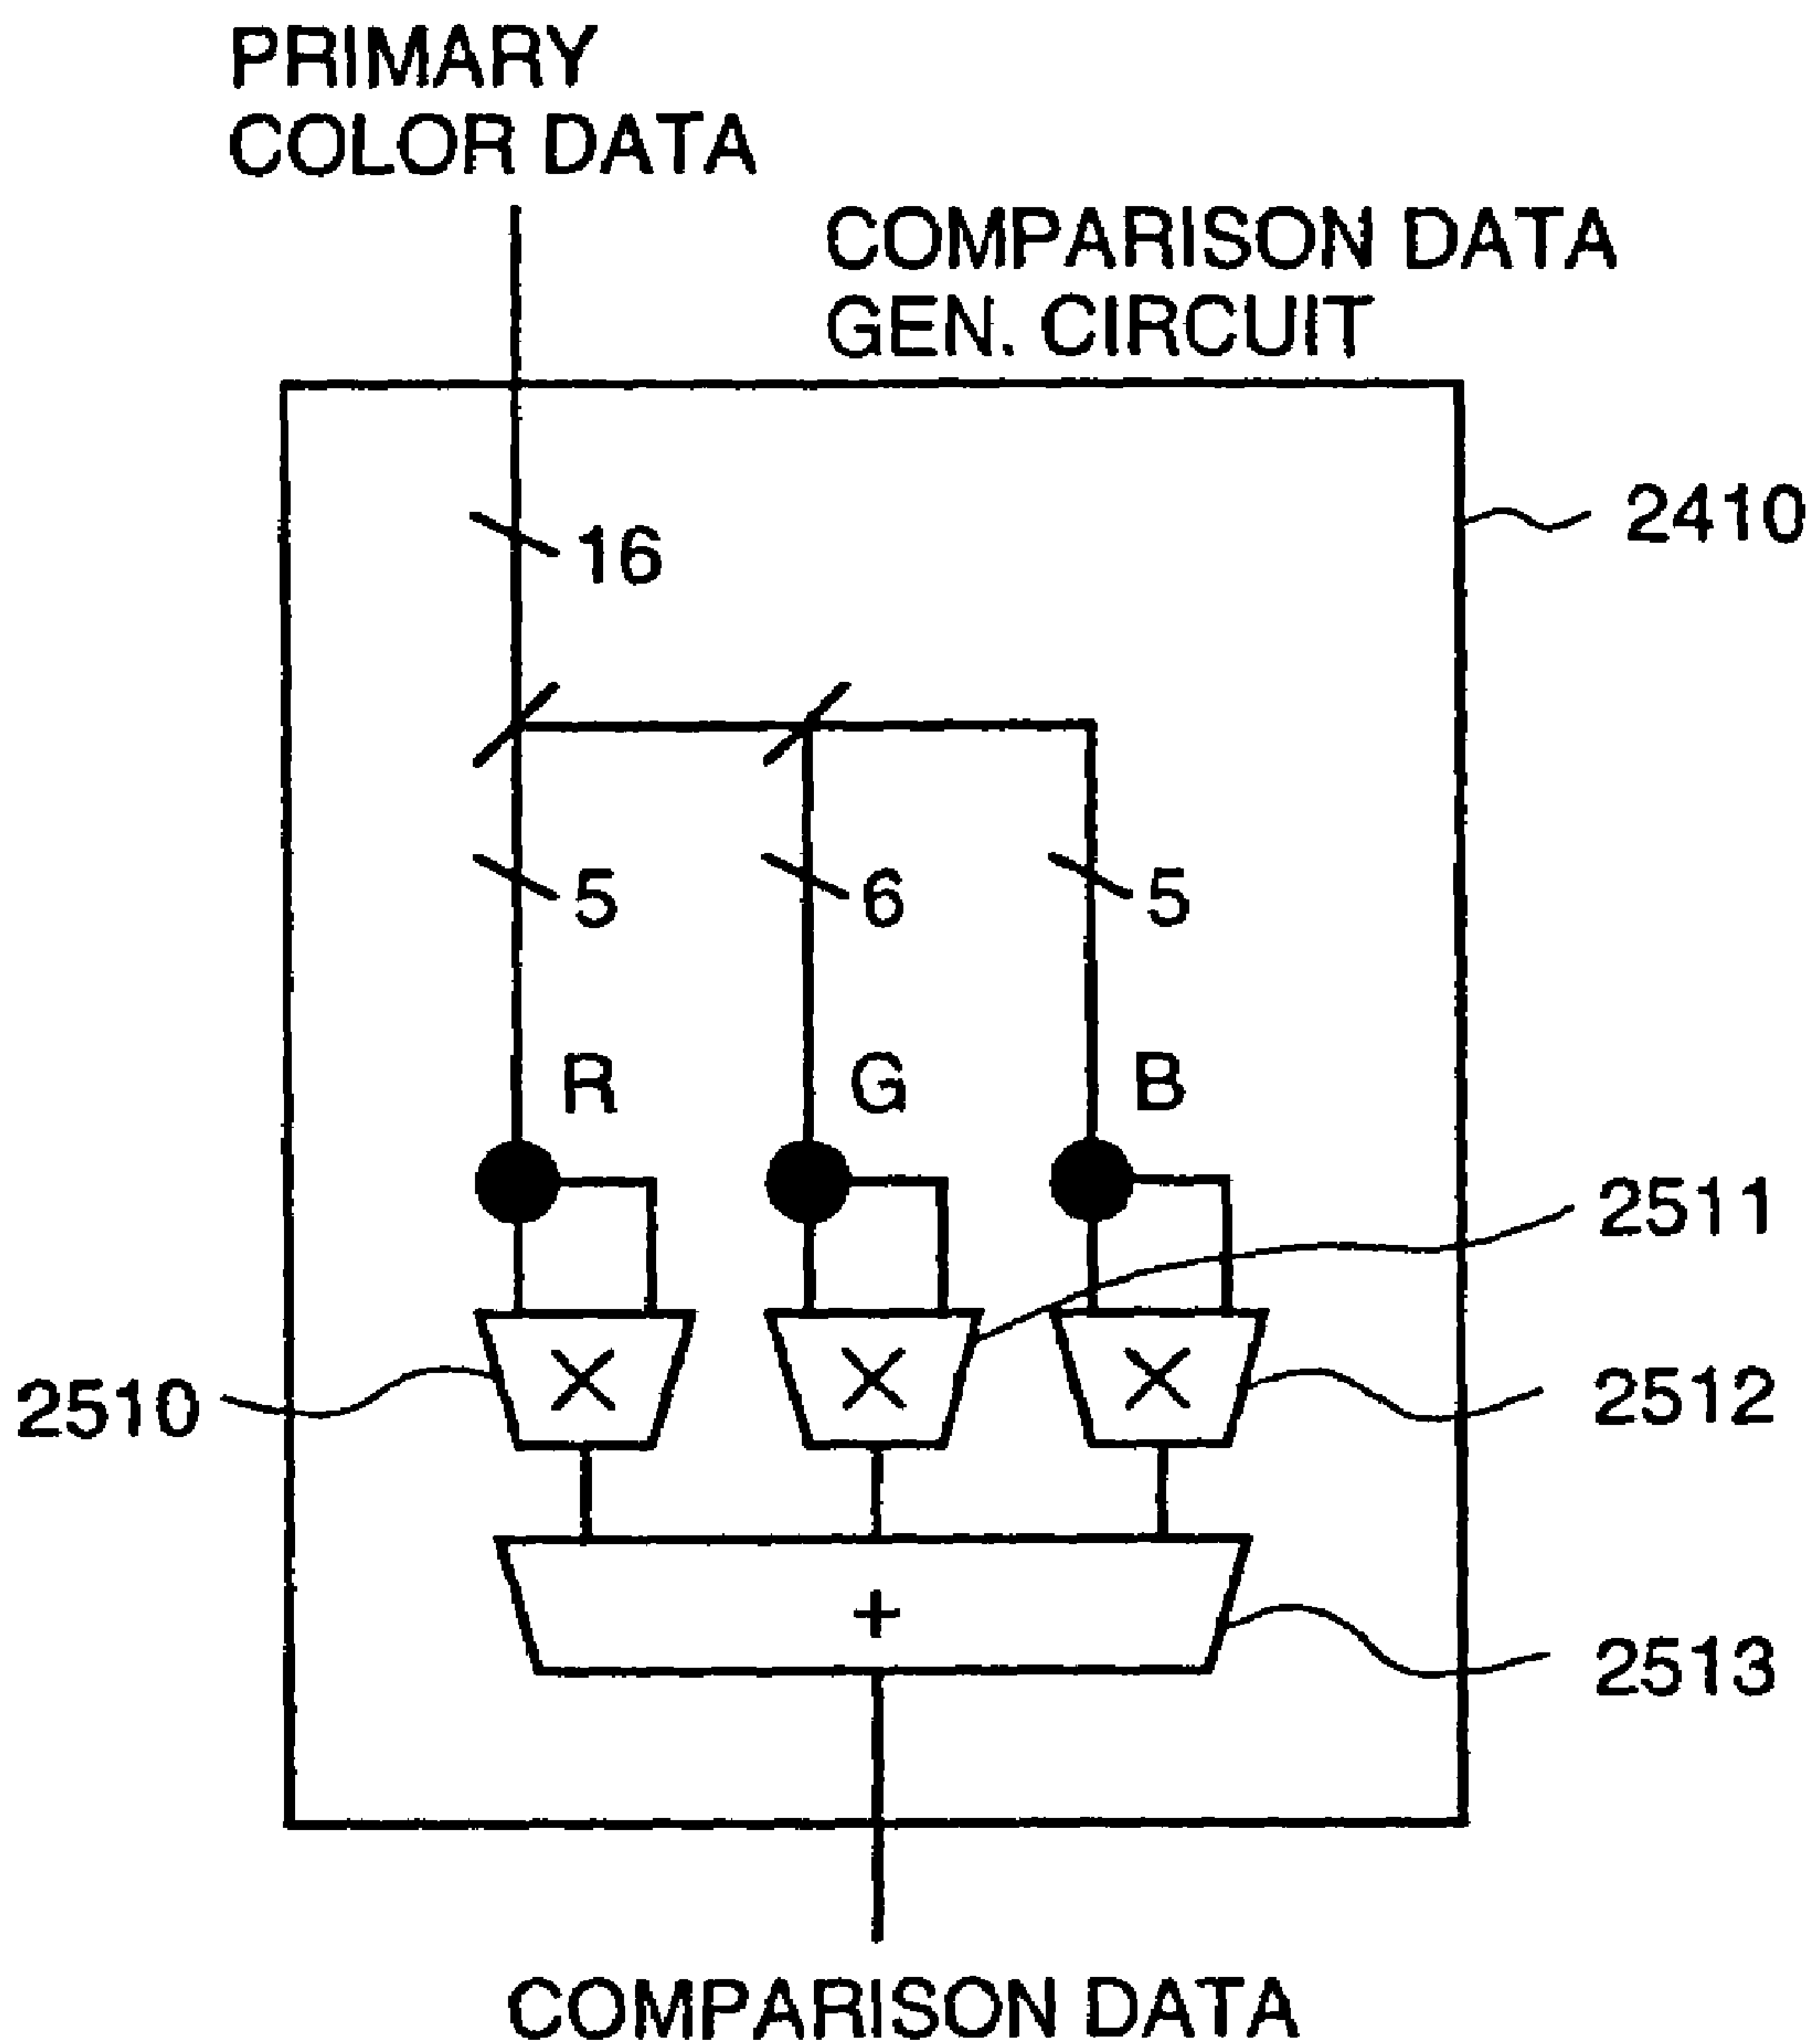 PRIMARY
COLOR DATA
COMPARISON DATA
GEN. CIRCUIT
2410
16
5
6
5
R
G
B
2511
2510
×
×
×
2512
+
2513
COMPARISON DATA